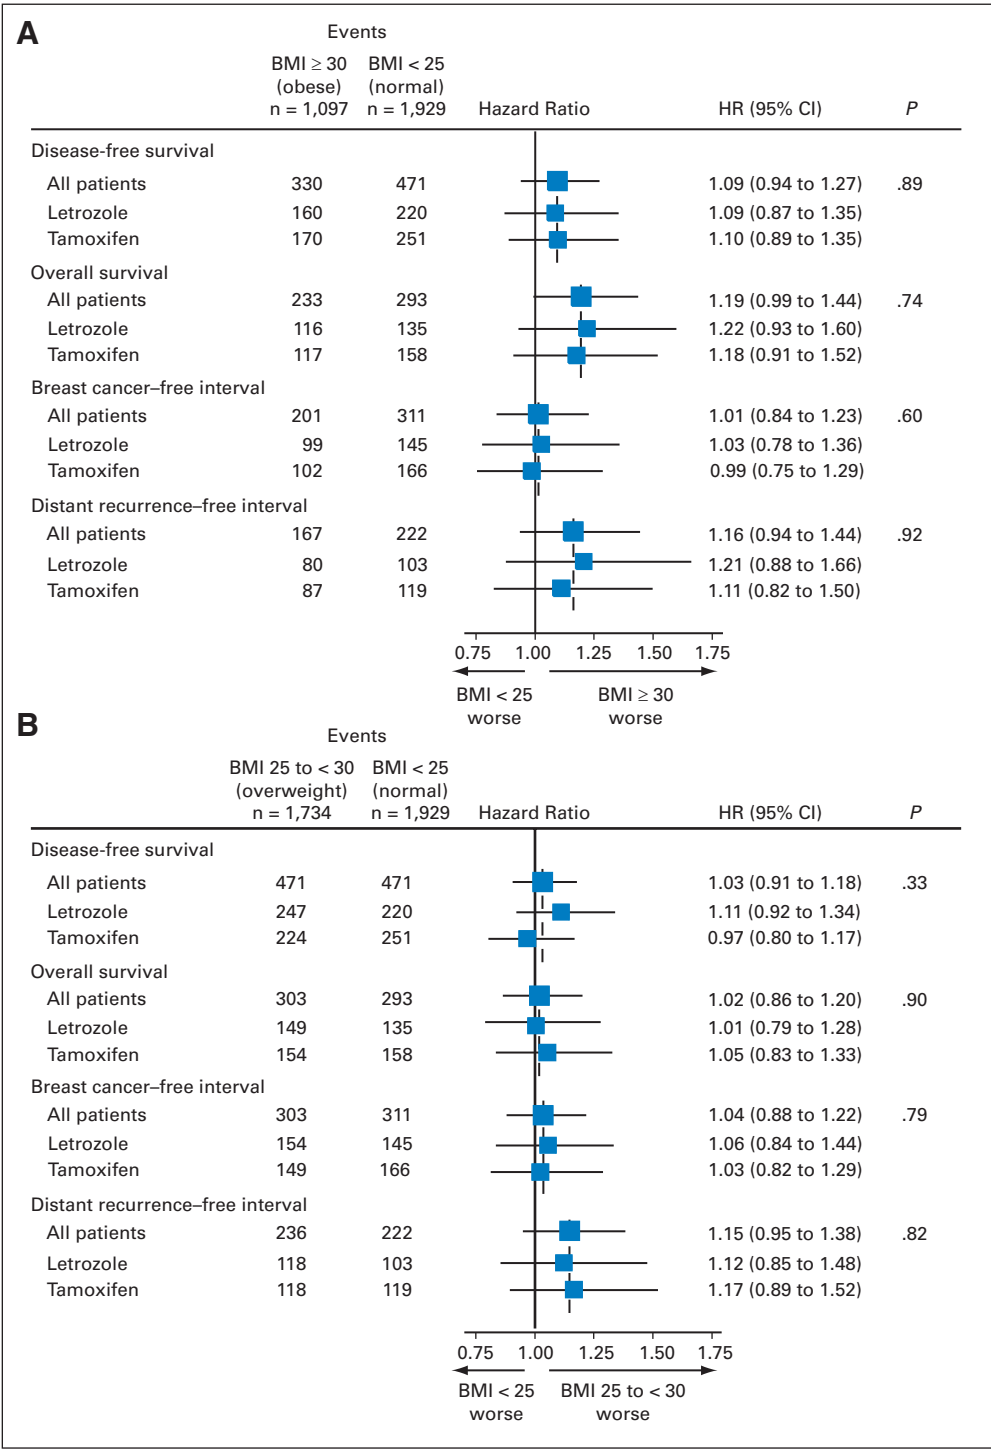 A
Events
BMI ≥ 30 BMI < 25
(obese) (normal)
n = 1,097 n = 1,929 Hazard Ratio HR (95% CI) P
Disease-free survival
All patients 330 471 1.09 (0.94 to 1.27) .89
Letrozole 160 220 1.09 (0.87 to 1.35)
Tamoxifen 170 251 1.10 (0.89 to 1.35)
Overall survival
All patients 233 293 1.19 (0.99 to 1.44) .74
Letrozole 116 135 1.22 (0.93 to 1.60)
Tamoxifen 117 158 1.18 (0.91 to 1.52)
Breast cancer–free interval
All patients 201 311 1.01 (0.84 to 1.23) .60
Letrozole 99 145 1.03 (0.78 to 1.36)
Tamoxifen 102 166 0.99 (0.75 to 1.29)
Distant recurrence–free interval
All patients 167 222 1.16 (0.94 to 1.44) .92
Letrozole 80 103 1.21 (0.88 to 1.66)
Tamoxifen 87 119 1.11 (0.82 to 1.50)
0.75 1.00 1.25 1.50 1.75
BMI < 25 BMI ≥ 30
worse worse
B
Events
BMI 25 to < 30 BMI < 25
(overweight) (normal)
n = 1,734 n = 1,929 Hazard Ratio HR (95% CI) P
Disease-free survival
All patients 471 471 1.03 (0.91 to 1.18) .33
Letrozole 247 220 1.11 (0.92 to 1.34)
Tamoxifen 224 251 0.97 (0.80 to 1.17)
Overall survival
All patients 303 293 1.02 (0.86 to 1.20) .90
Letrozole 149 135 1.01 (0.79 to 1.28)
Tamoxifen 154 158 1.05 (0.83 to 1.33)
Breast cancer–free interval
All patients 303 311 1.04 (0.88 to 1.22) .79
Letrozole 154 145 1.06 (0.84 to 1.44)
Tamoxifen 149 166 1.03 (0.82 to 1.29)
Distant recurrence–free interval
All patients 236 222 1.15 (0.95 to 1.38) .82
Letrozole 118 103 1.12 (0.85 to 1.48)
Tamoxifen 118 119 1.17 (0.89 to 1.52)
0.75 1.00 1.25 1.50 1.75
BMI < 25 BMI 25 to < 30
worse worse